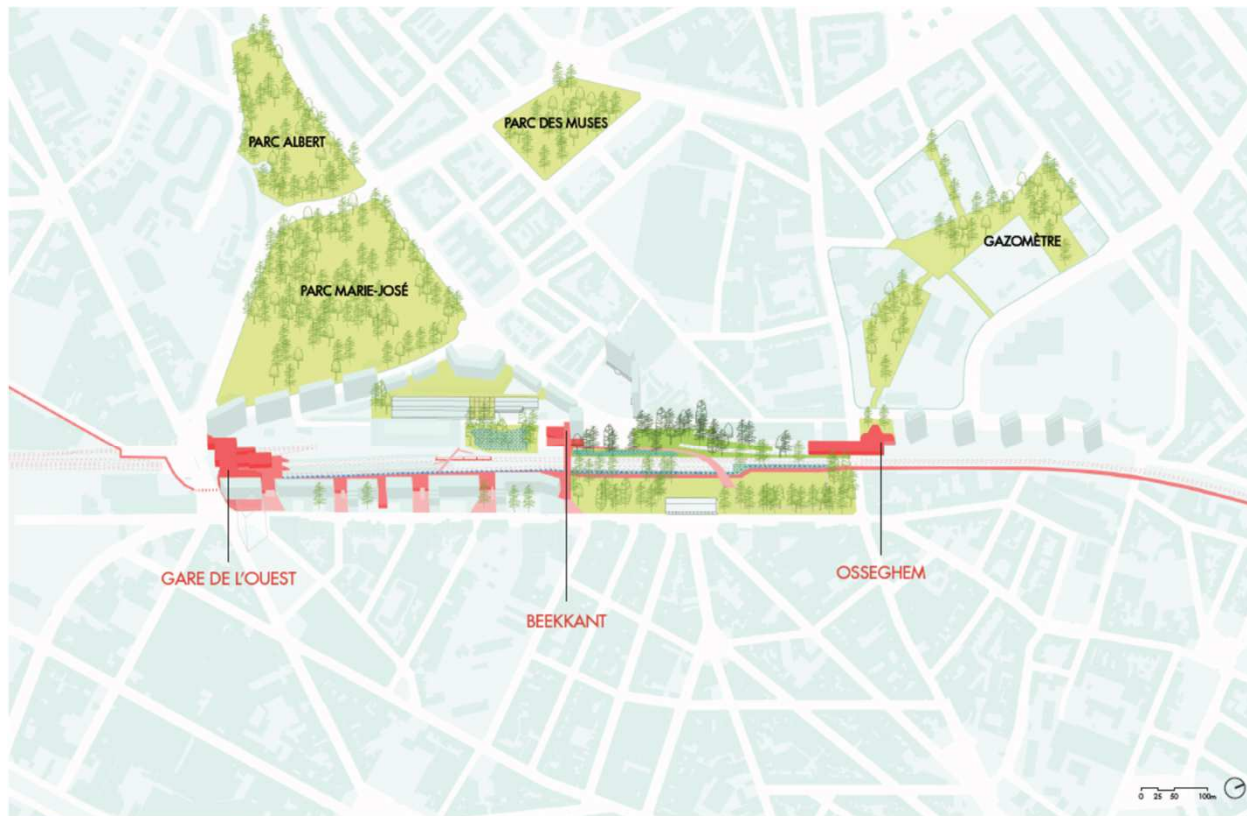 PARC DES MUSES
PARC ALBERT
GAZOMÈTRE
PARC MARIE-JOSÉ
GARE DE L'OUEST
OSSEGHEM
BEEKKANT
0 25 50 100m